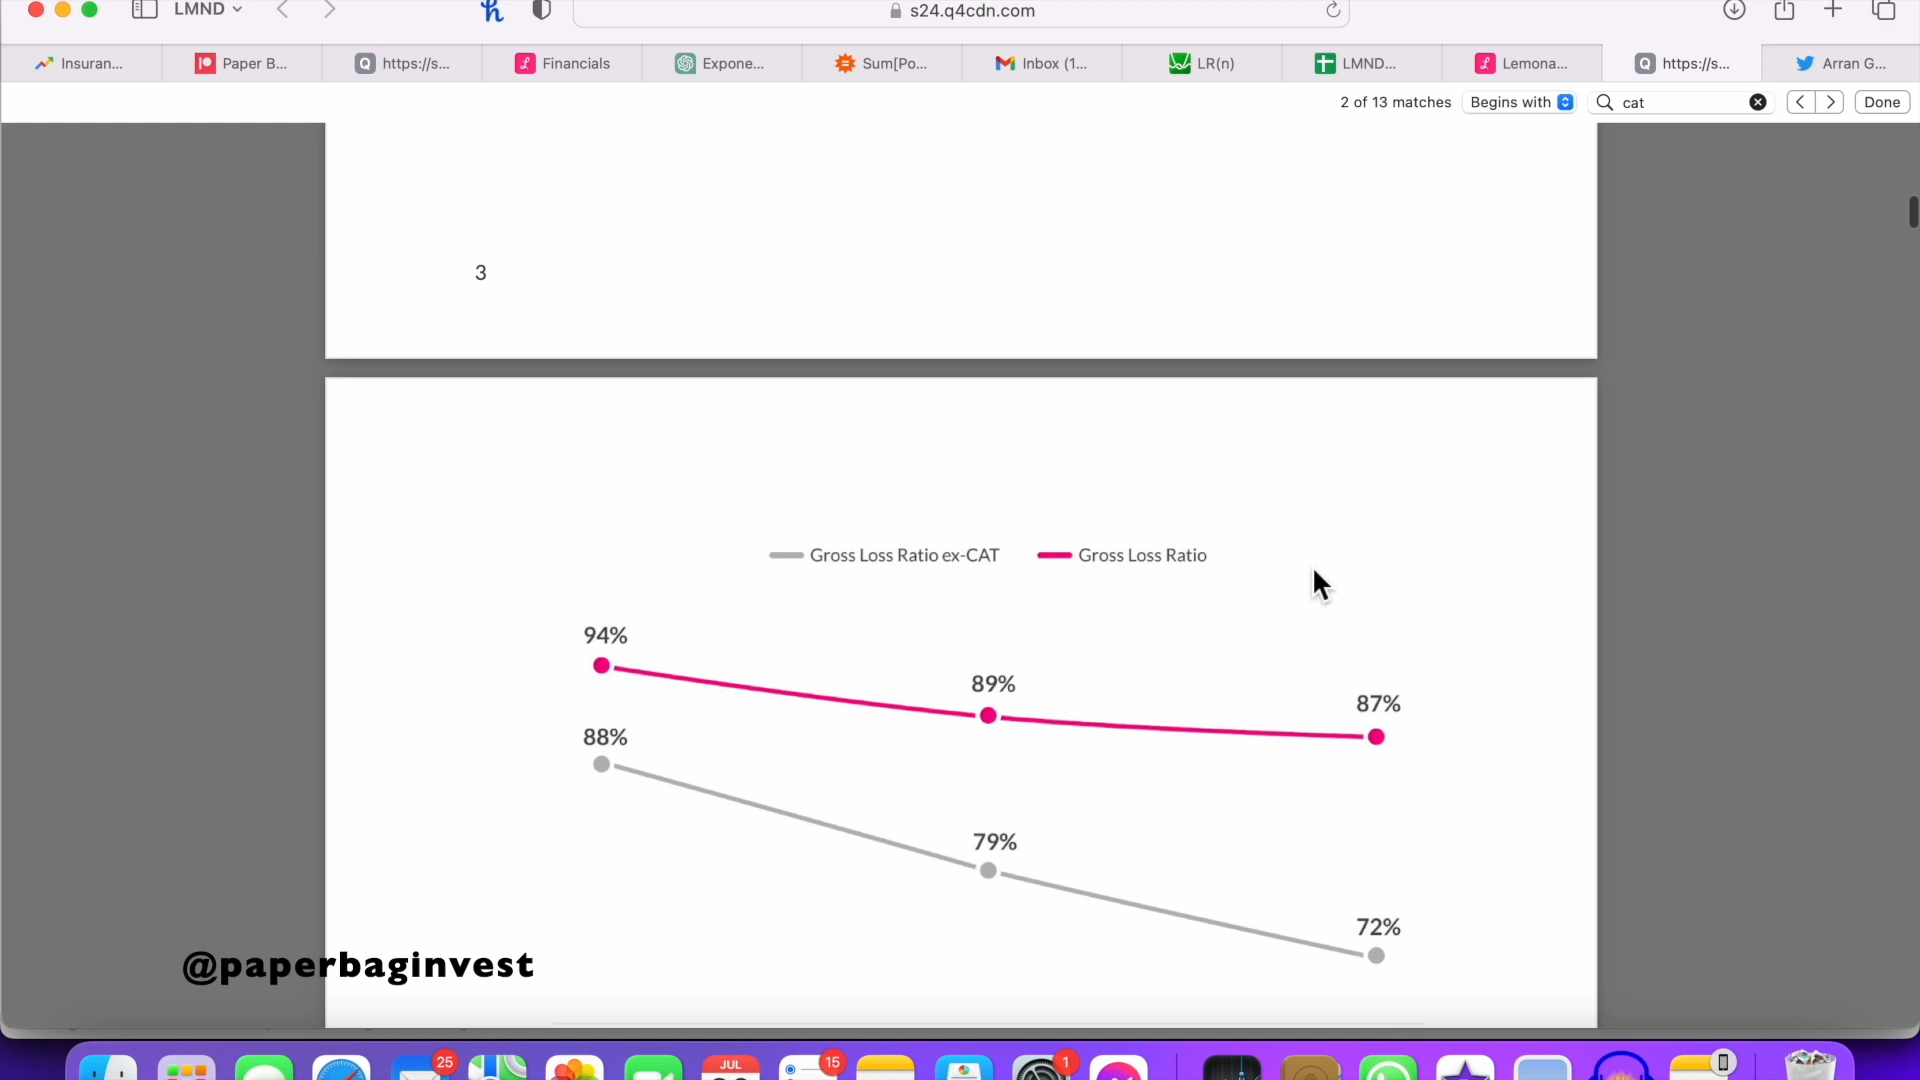 LMND
s24.q4cdn.com
Insuran...
Paper B...
https://s...
Financials
Expone...
Sum[Po...
Inbox (1...
LR(n)
LMND...
Lemona...
https://s...
Arran G...
2 of 13 matches
Begins with
cat
Done
3
Gross Loss Ratio ex-CAT
Gross Loss Ratio
94%
89%
87%
88%
79%
72%
@paperbaginvest
25
JUL
15
1